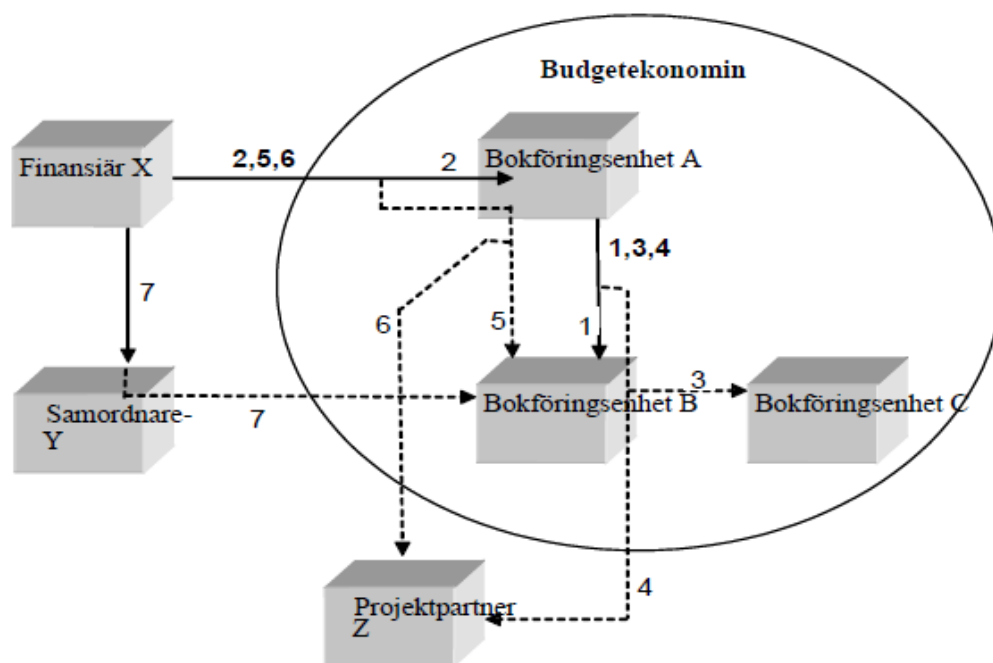 Budgetekonomin
Finansiär X
2,5,6
2
Bokföringsenhet A
1,3,4
7
6
5
1
Samordnare-
Y
7
Bokföringsenhet B
3
Bokföringsenhet C
Projektpartner
Z
4